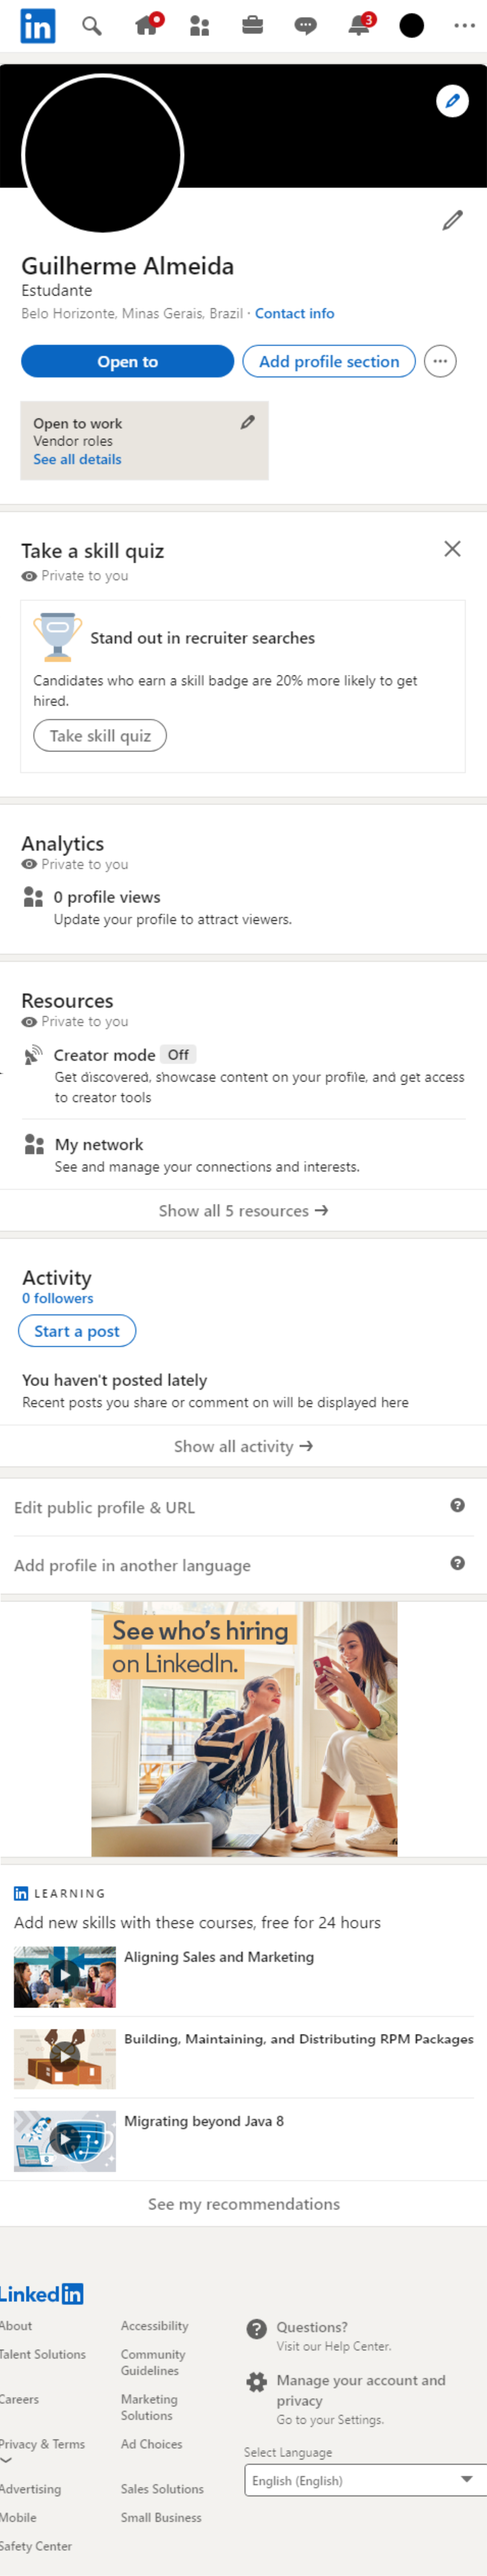 in
3
Guilherme Almeida
Estudante
Belo Horizonte, Minas Gerais, Brazil · Contact info
Open to
Add profile section
Open to work
Vendor roles
See all details
Take a skill quiz
Private to you
Stand out in recruiter searches
Candidates who earn a skill badge are 20% more likely to get
hired.
Take skill quiz
Analytics
Private to you
0 profile views
Update your profile to attract viewers.
Resources
Private to you
Creator mode Off
Get discovered, showcase content on your profile, and get access
to creator tools
My network
See and manage your connections and interests.
Show all 5 resources →
Activity
0 followers
Start a post
You haven't posted lately
Recent posts you share or comment on will be displayed here
Show all activity →
Edit public profile & URL
Add profile in another language
See who's hiring
on LinkedIn.
in LEARNING
Add new skills with these courses, free for 24 hours
Aligning Sales and Marketing
Building, Maintaining, and Distributing RPM Packages
Migrating beyond Java 8
See my recommendations
Linked in
About
Accessibility
Questions?
Visit our Help Center.
Talent Solutions
Community
Guidelines
Manage your account and
privacy
Go to your Settings.
Careers
Marketing
Solutions
Privacy & Terms
Ad Choices
Select Language
English (English)
Advertising
Sales Solutions
Mobile
Small Business
Safety Center